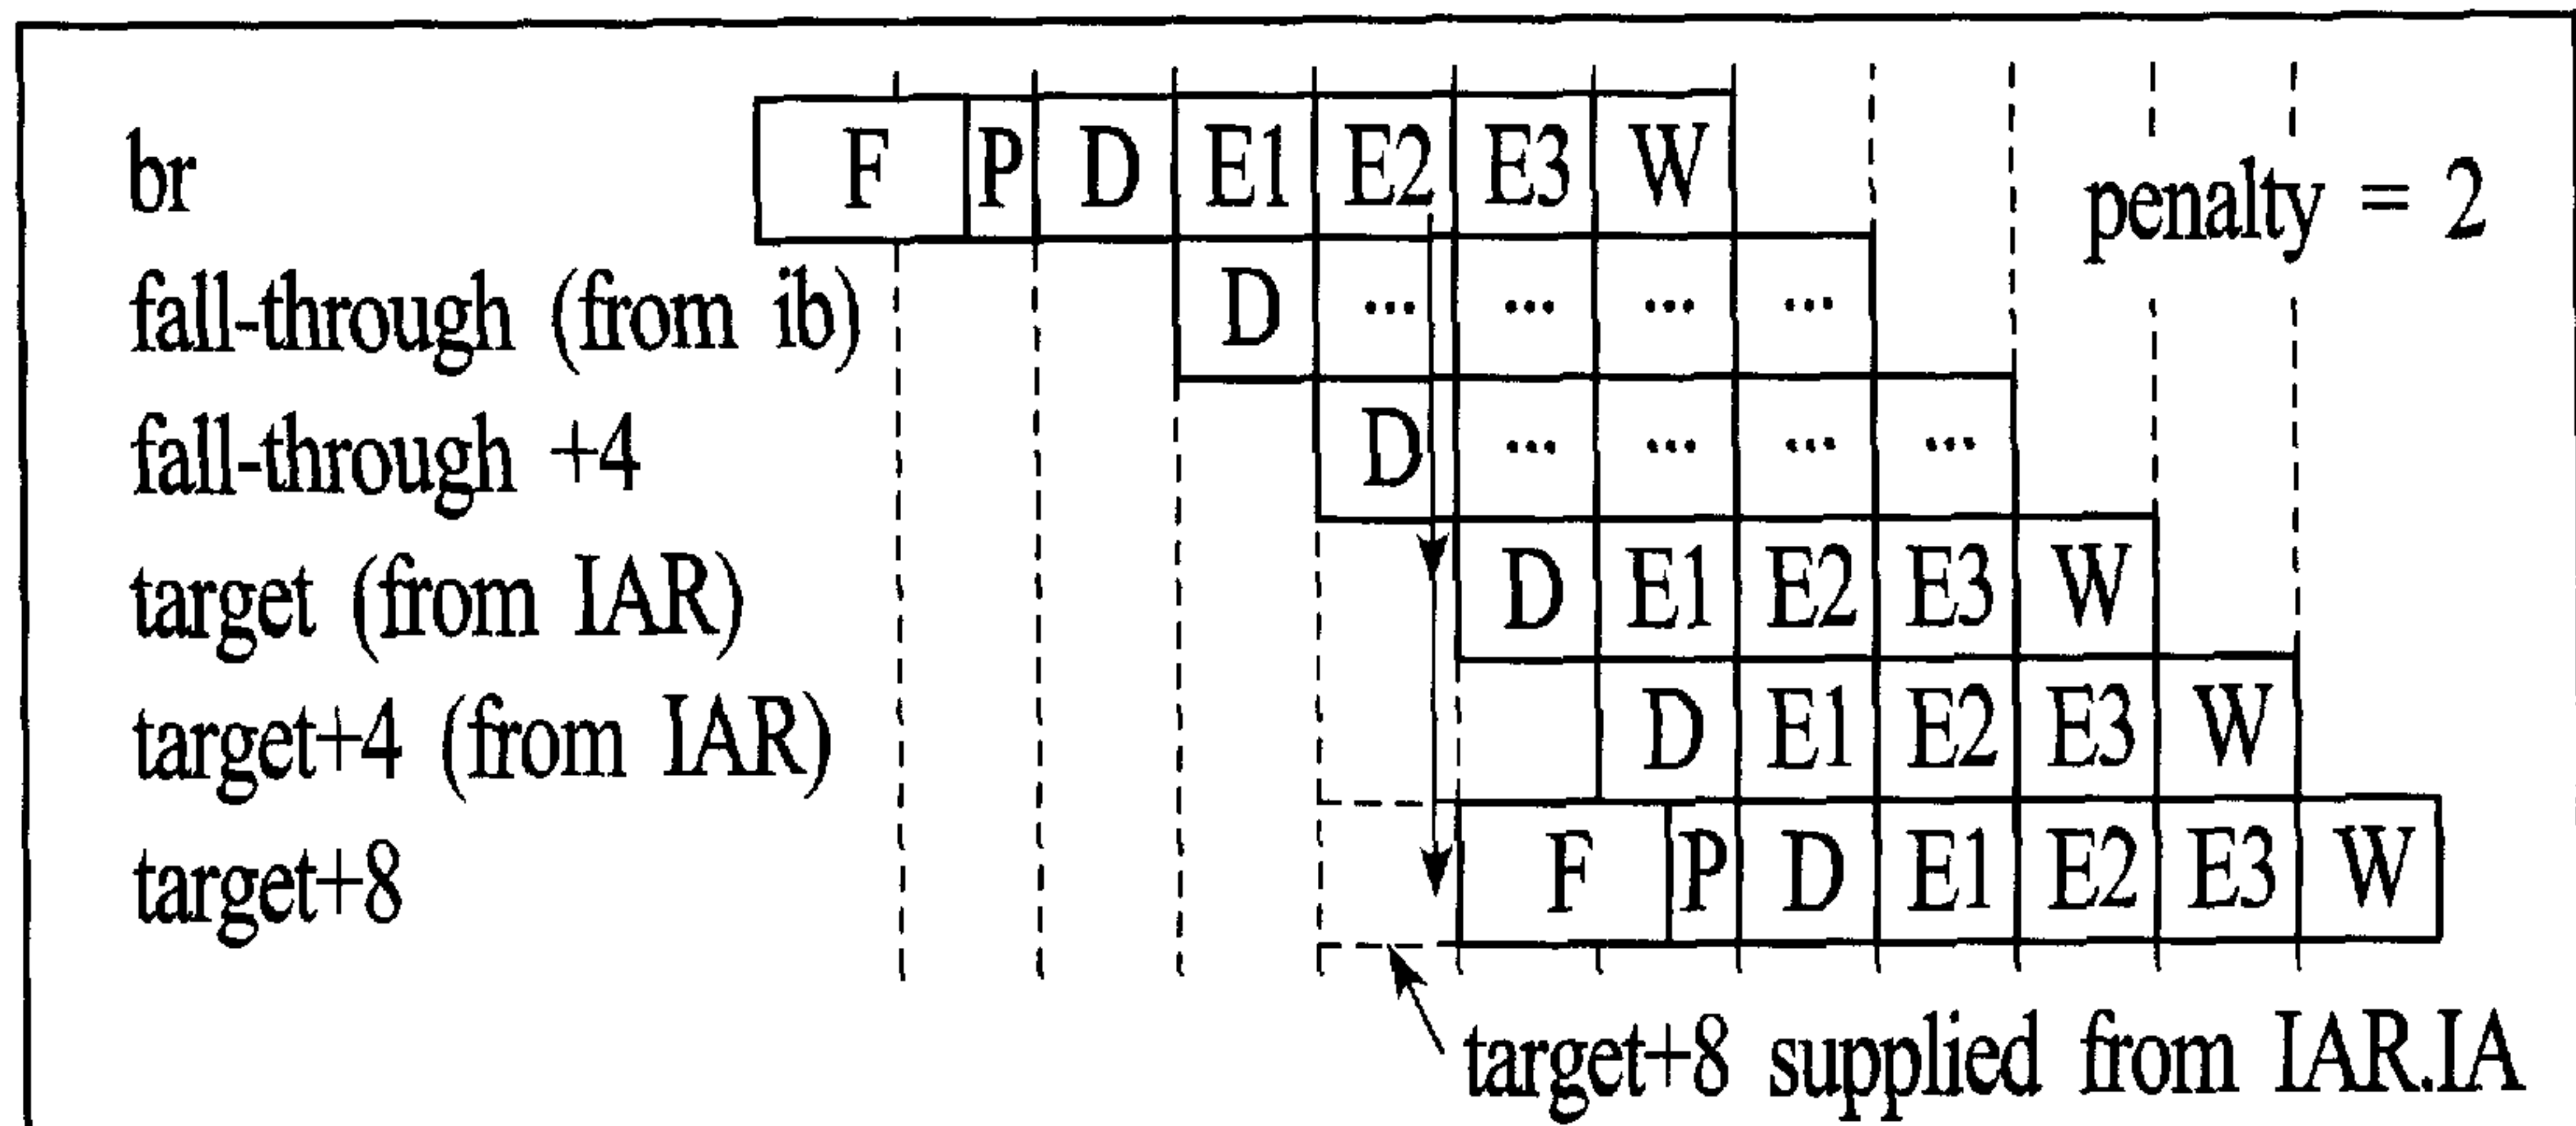 br F P D E1 E2 E3 W
penalty = 2
fall-through (from ib) D ... ... ... ...
fall-through +4 D ... ... ... ...
target (from IAR) D E1 E2 E3 W
target+4 (from IAR) D E1 E2 E3 W
target+8 F P D E1 E2 E3 W
target+8 supplied from IAR.IA